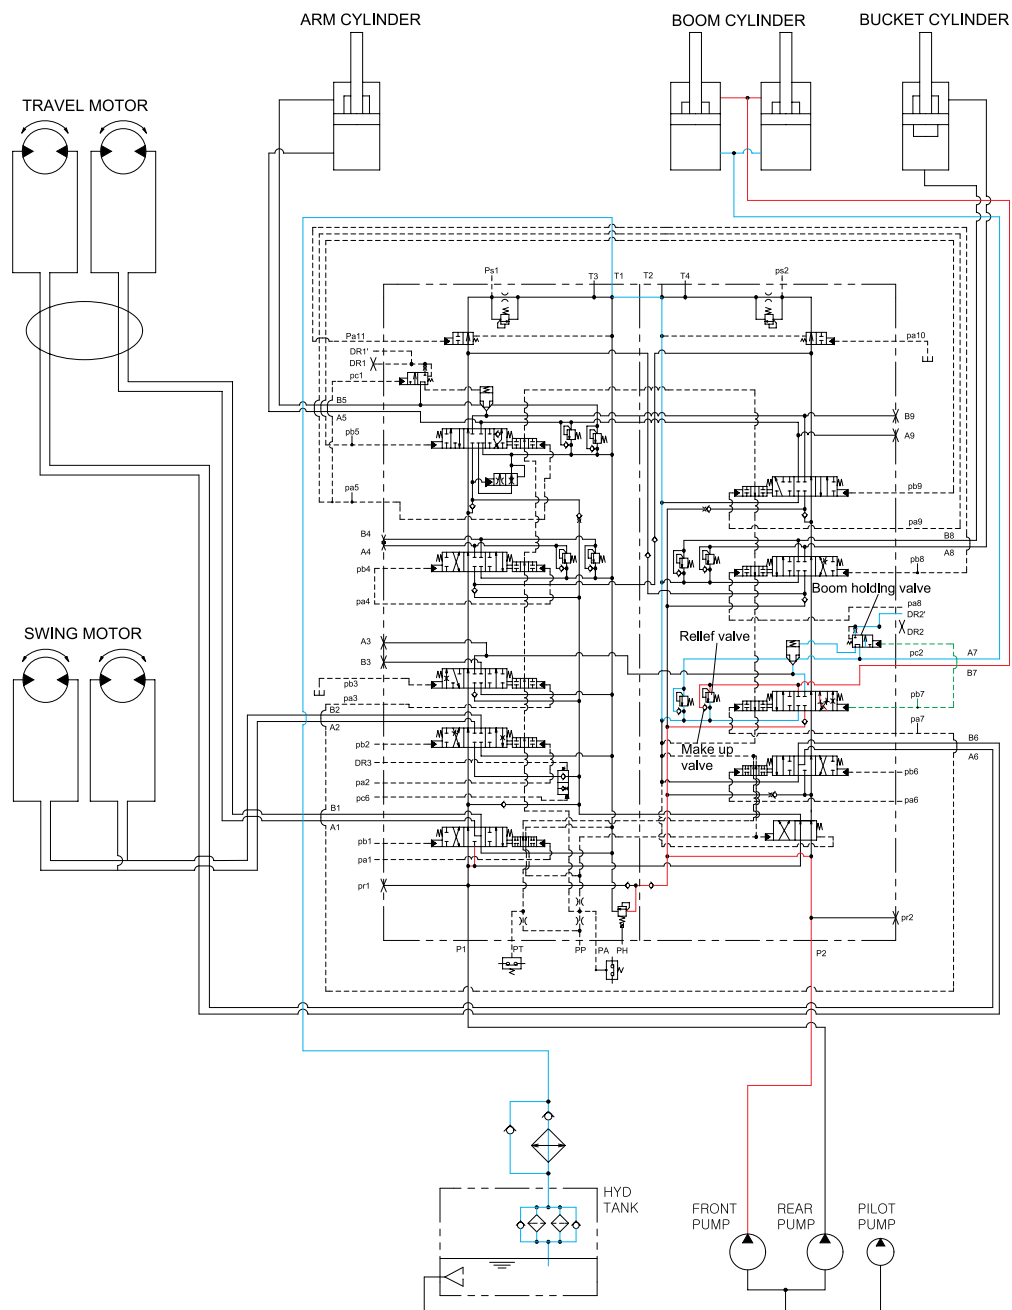 ARM CYLINDER
BOOM CYLINDER
BUCKET CYLINDER
TRAVEL MOTOR
Ps1
T3
T1
T2
T4
ps2
Pa11
pa10
DR1'
DR1
pc1
B5
A5
B9
A9
pb5
pa5
pb9
pa9
B4
A4
B8
A8
pb4
pb8
pa4
Boom holding valve
pa8
DR2'
DR2
SWING MOTOR
Rellef valve
A3
B3
pc2
A7
B7
pb3
pa3
pb7
pa7
B2
A2
Make up
valve
B6
A6
pb2
DR3
pa2
pc6
pb6
pa6
B1
A1
pb1
pa1
pr1
pr2
P1
PT
PP
PA
PH
P2
HYD
TANK
FRONT
PUMP
REAR
PUMP
PILOT
PUMP